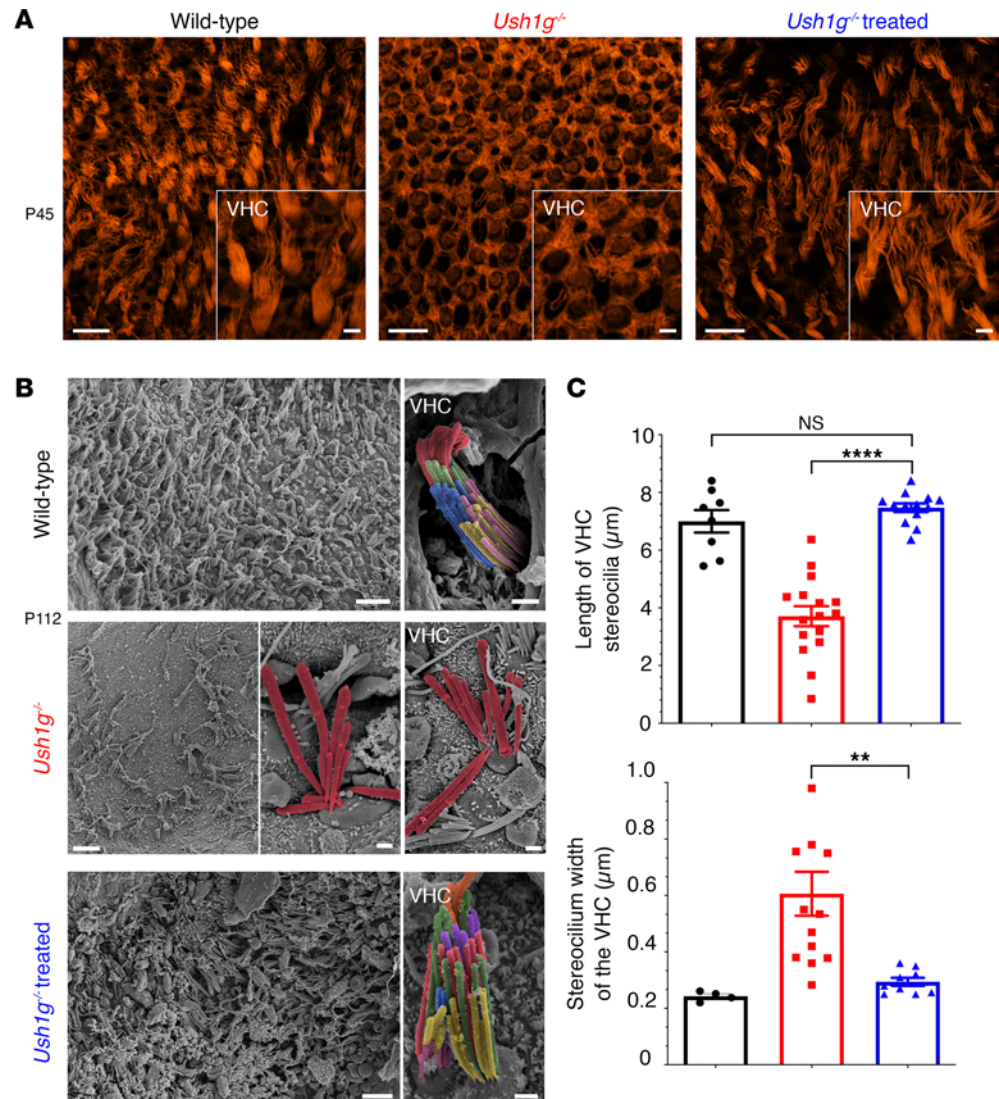 A
Wild-type
Ush1g-/-
Ush1g-/- treated
P45
VHC
VHC
VHC
B
Wild-type
VHC
P112
Ush1g-/-
VHC
Ush1g-/- treated
VHC
C
NS
****
10
8
6
4
2
0
Length of VHC
stereocilia (µm)
**
1.0
0.8
0.6
0.4
0.2
0
Stereocilium width
of the VHC (µm)